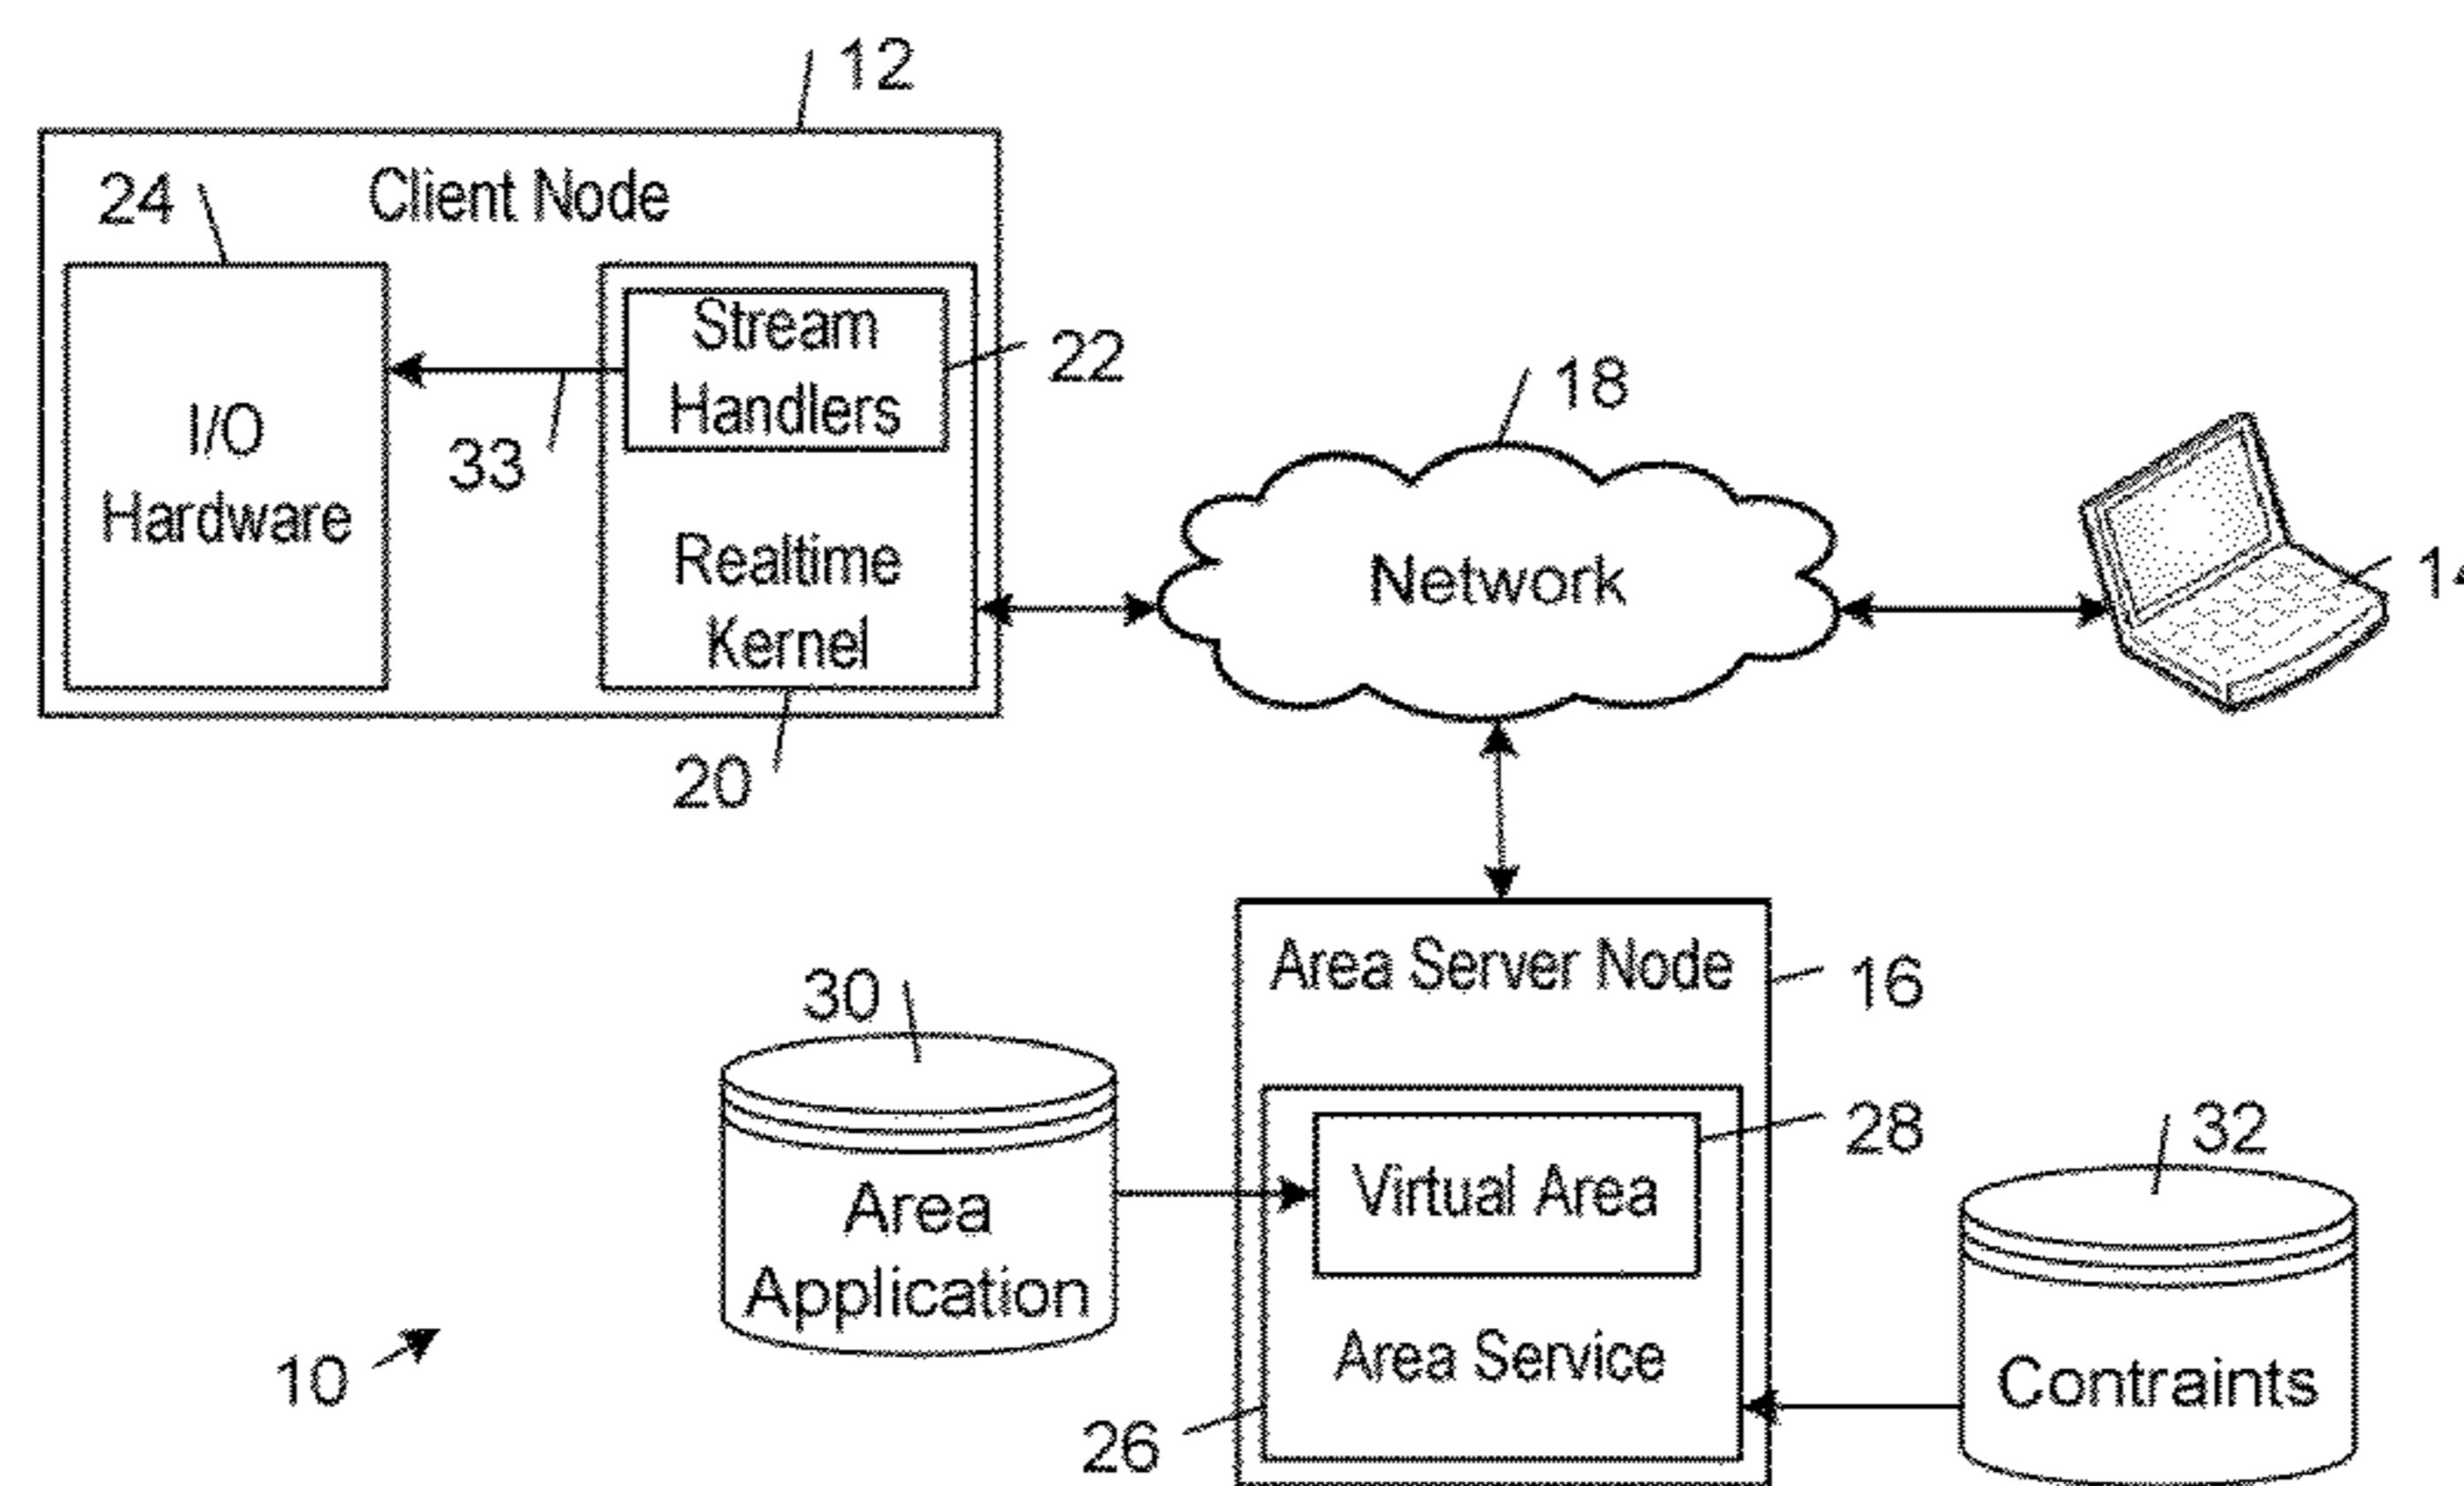 12
24
Client Node
Stream
Handlers
22
I/O
Hardware
33
Realtime
Kernel
20
18
Network
14
Area Server Node
16
30
Area
Application
Virtual Area
28
Area Service
26
32
Contraints
10